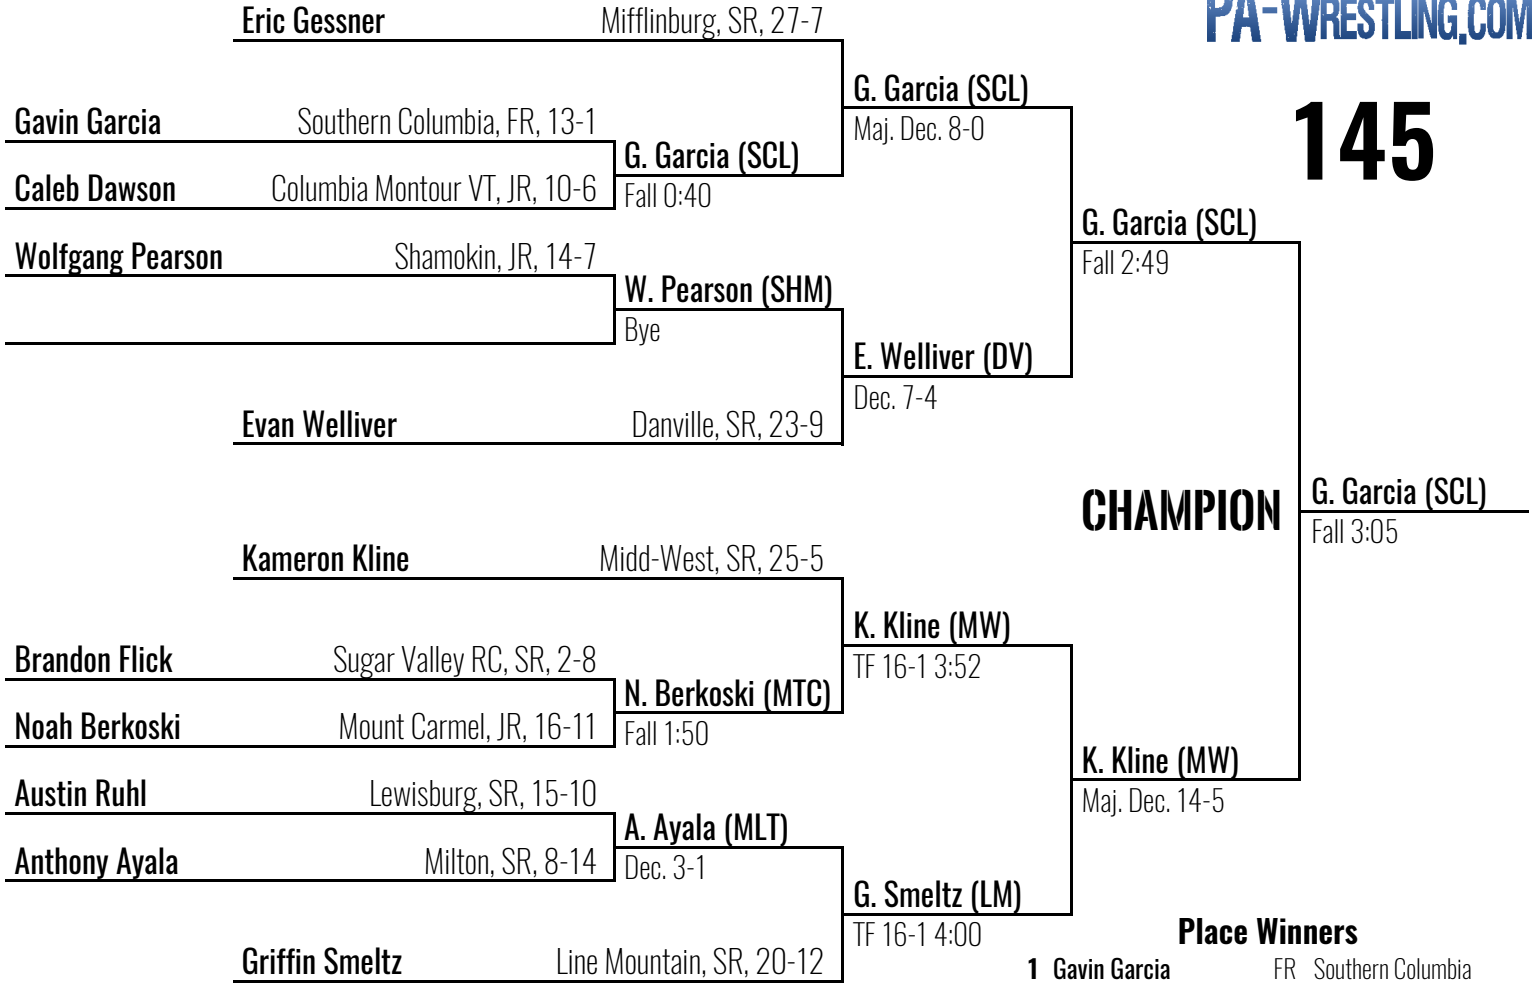 PA-WRESTLING.COM
145
Eric Gessner Mifflinburg, SR, 27-7
G. Garcia (SCL)
Maj. Dec. 8-0
Gavin Garcia Southern Columbia, FR, 13-1
G. Garcia (SCL)
Fall 0:40
Caleb Dawson Columbia Montour VT, JR, 10-6
G. Garcia (SCL)
Fall 2:49
Wolfgang Pearson Shamokin, JR, 14-7
W. Pearson (SHM)
Bye
E. Welliver (DV)
Dec. 7-4
Evan Welliver Danville, SR, 23-9
CHAMPION
G. Garcia (SCL)
Fall 3:05
Kameron Kline Midd-West, SR, 25-5
K. Kline (MW)
TF 16-1 3:52
Brandon Flick Sugar Valley RC, SR, 2-8
N. Berkoski (MTC)
Fall 1:50
Noah Berkoski Mount Carmel, JR, 16-11
K. Kline (MW)
Maj. Dec. 14-5
Austin Ruhl Lewisburg, SR, 15-10
A. Ayala (MLT)
Dec. 3-1
Anthony Ayala Milton, SR, 8-14
G. Smeltz (LM)
TF 16-1 4:00
Griffin Smeltz Line Mountain, SR, 20-12
Place Winners
1 Gavin Garcia FR Southern Columbia